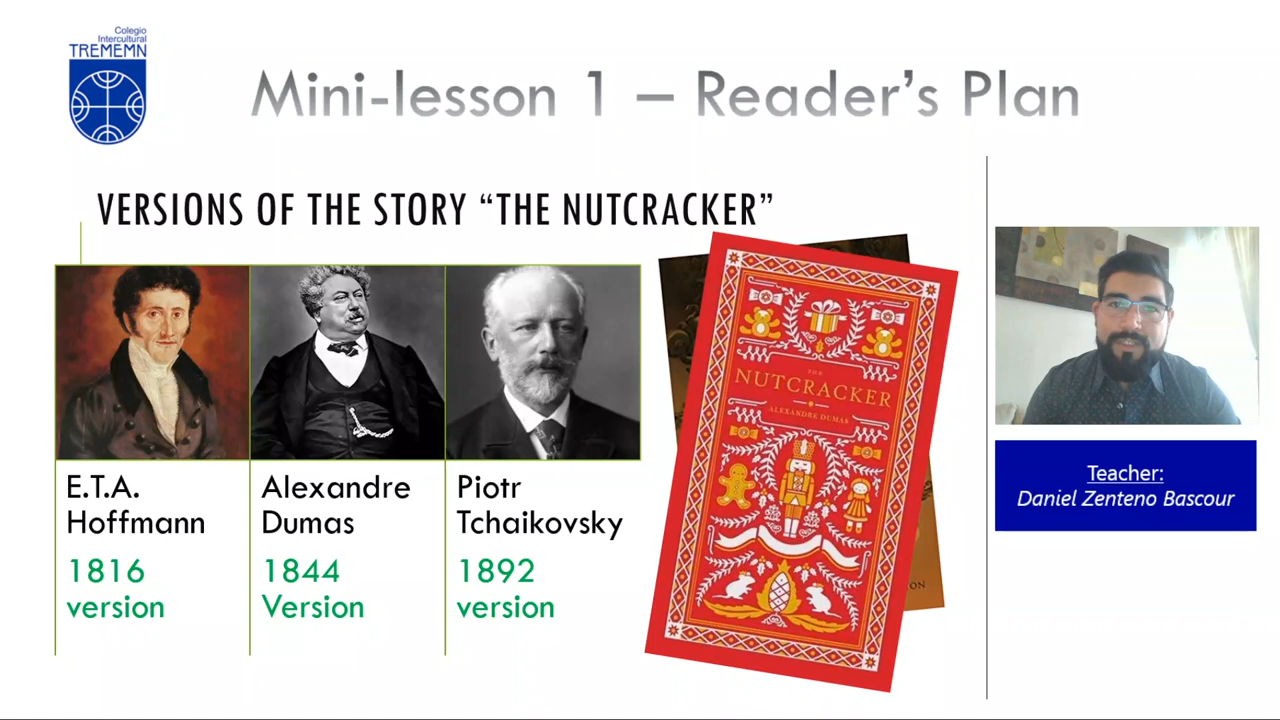 Colegio
Intercultural
TREMEMN
Mini-lesson 1 – Reader's Plan
VERSIONS OF THE STORY “THE NUTCRACKER”
E.T.A.
Hoffmann
1816
version
Alexandre
Dumas
1844
Version
Piotr
Tchaikovsky
1892
version
THE
NUTCRACKER
ALEXANDRE DUMAS
ON
Teacher:
Daniel Zenteno Bascour